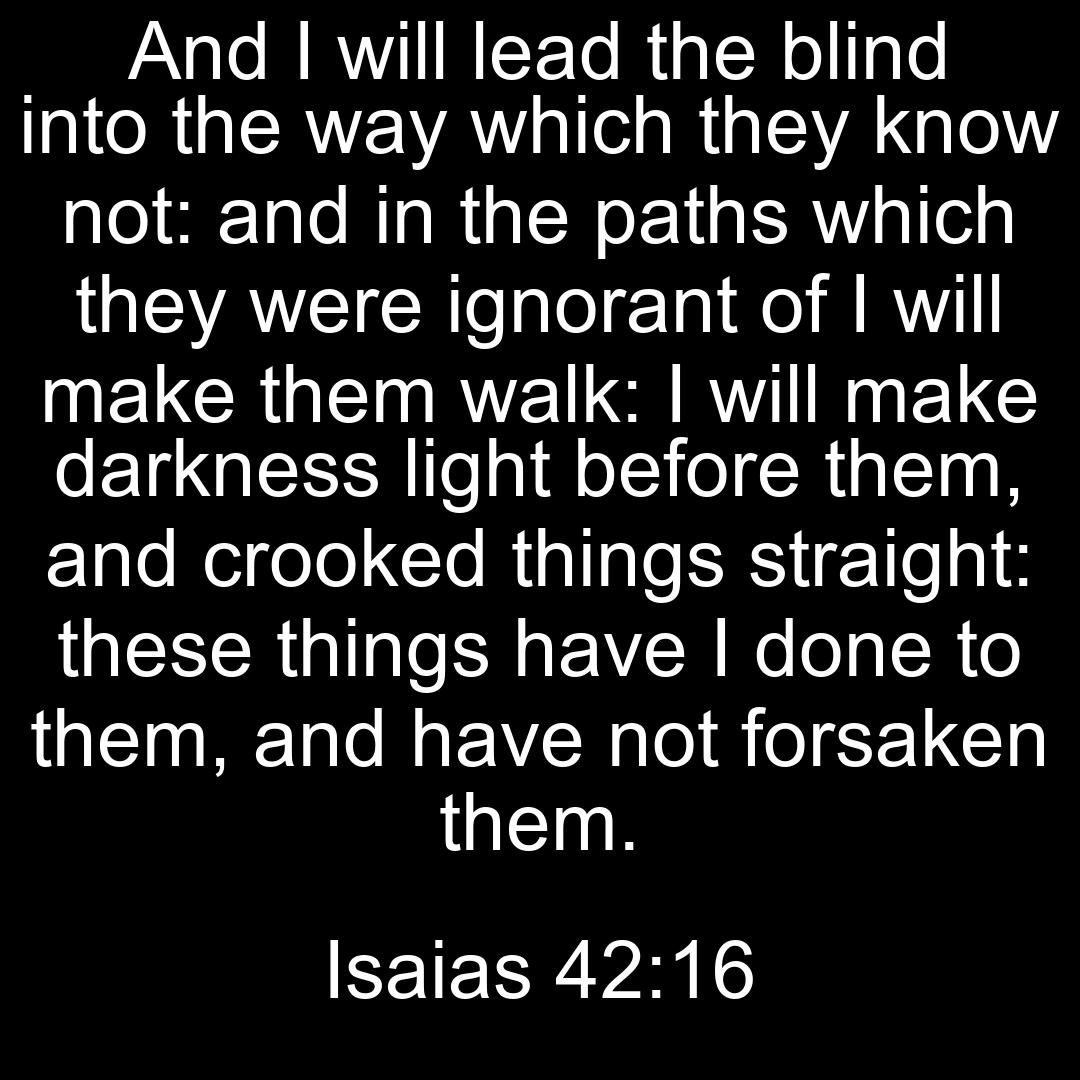 And I will lead the blind
into the way which they know
not: and in the paths which
they were ignorant of I will
make them walk: I will make
darkness light before them,
and crooked things straight:
these things have I done to
them, and have not forsaken
them.
Isaias 42:16